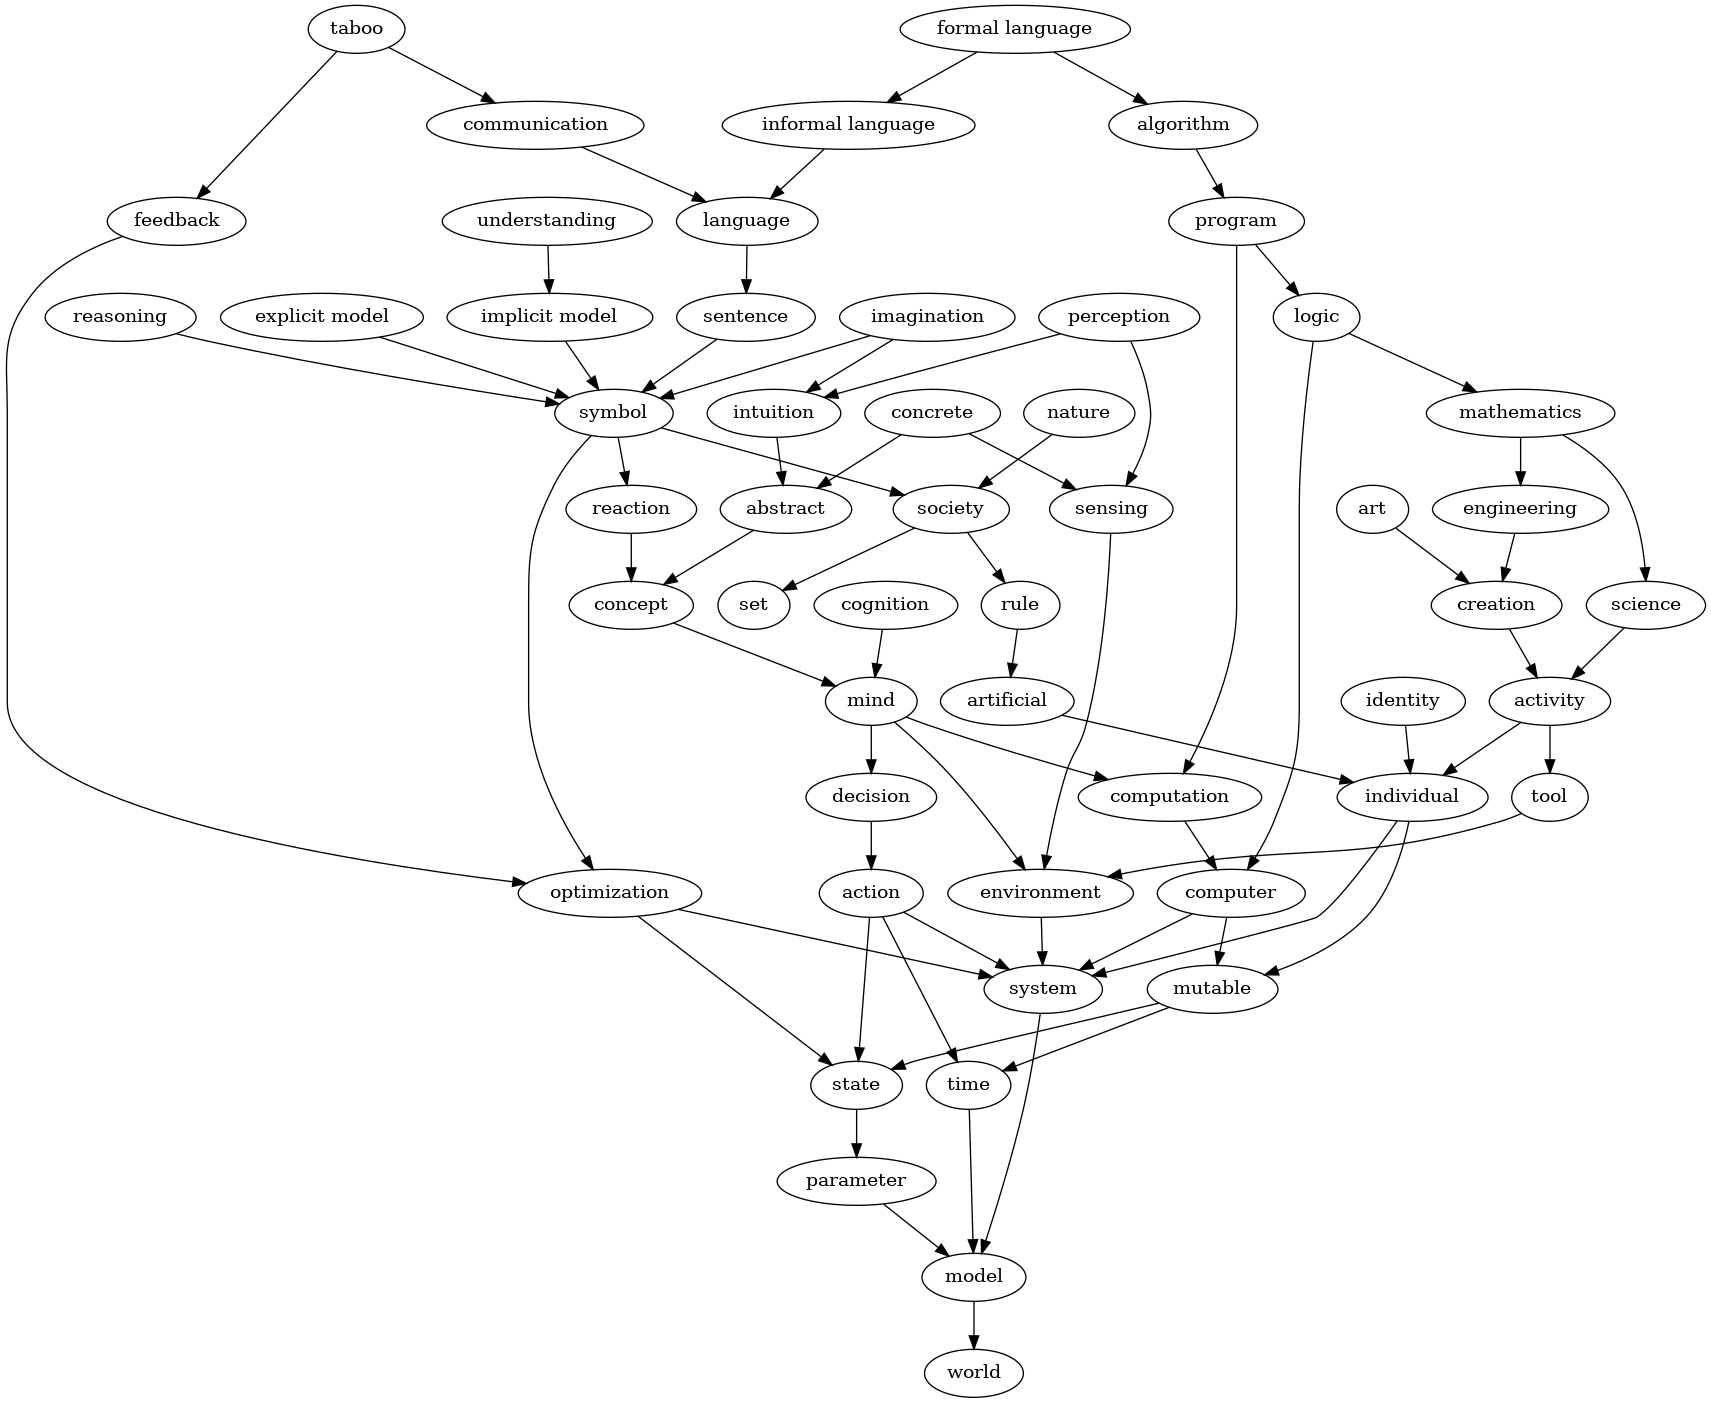 taboo
formal language
communication
informal language
algorithm
feedback
understanding
language
program
reasoning
explicit model
implicit model
sentence
imagination
perception
logic
symbol
intuition
concrete
nature
mathematics
reaction
abstract
society
sensing
art
engineering
concept
set
cognition
rule
creation
science
mind
artificial
identity
activity
decision
computation
individual
tool
optimization
action
environment
computer
system
mutable
state
time
parameter
model
world